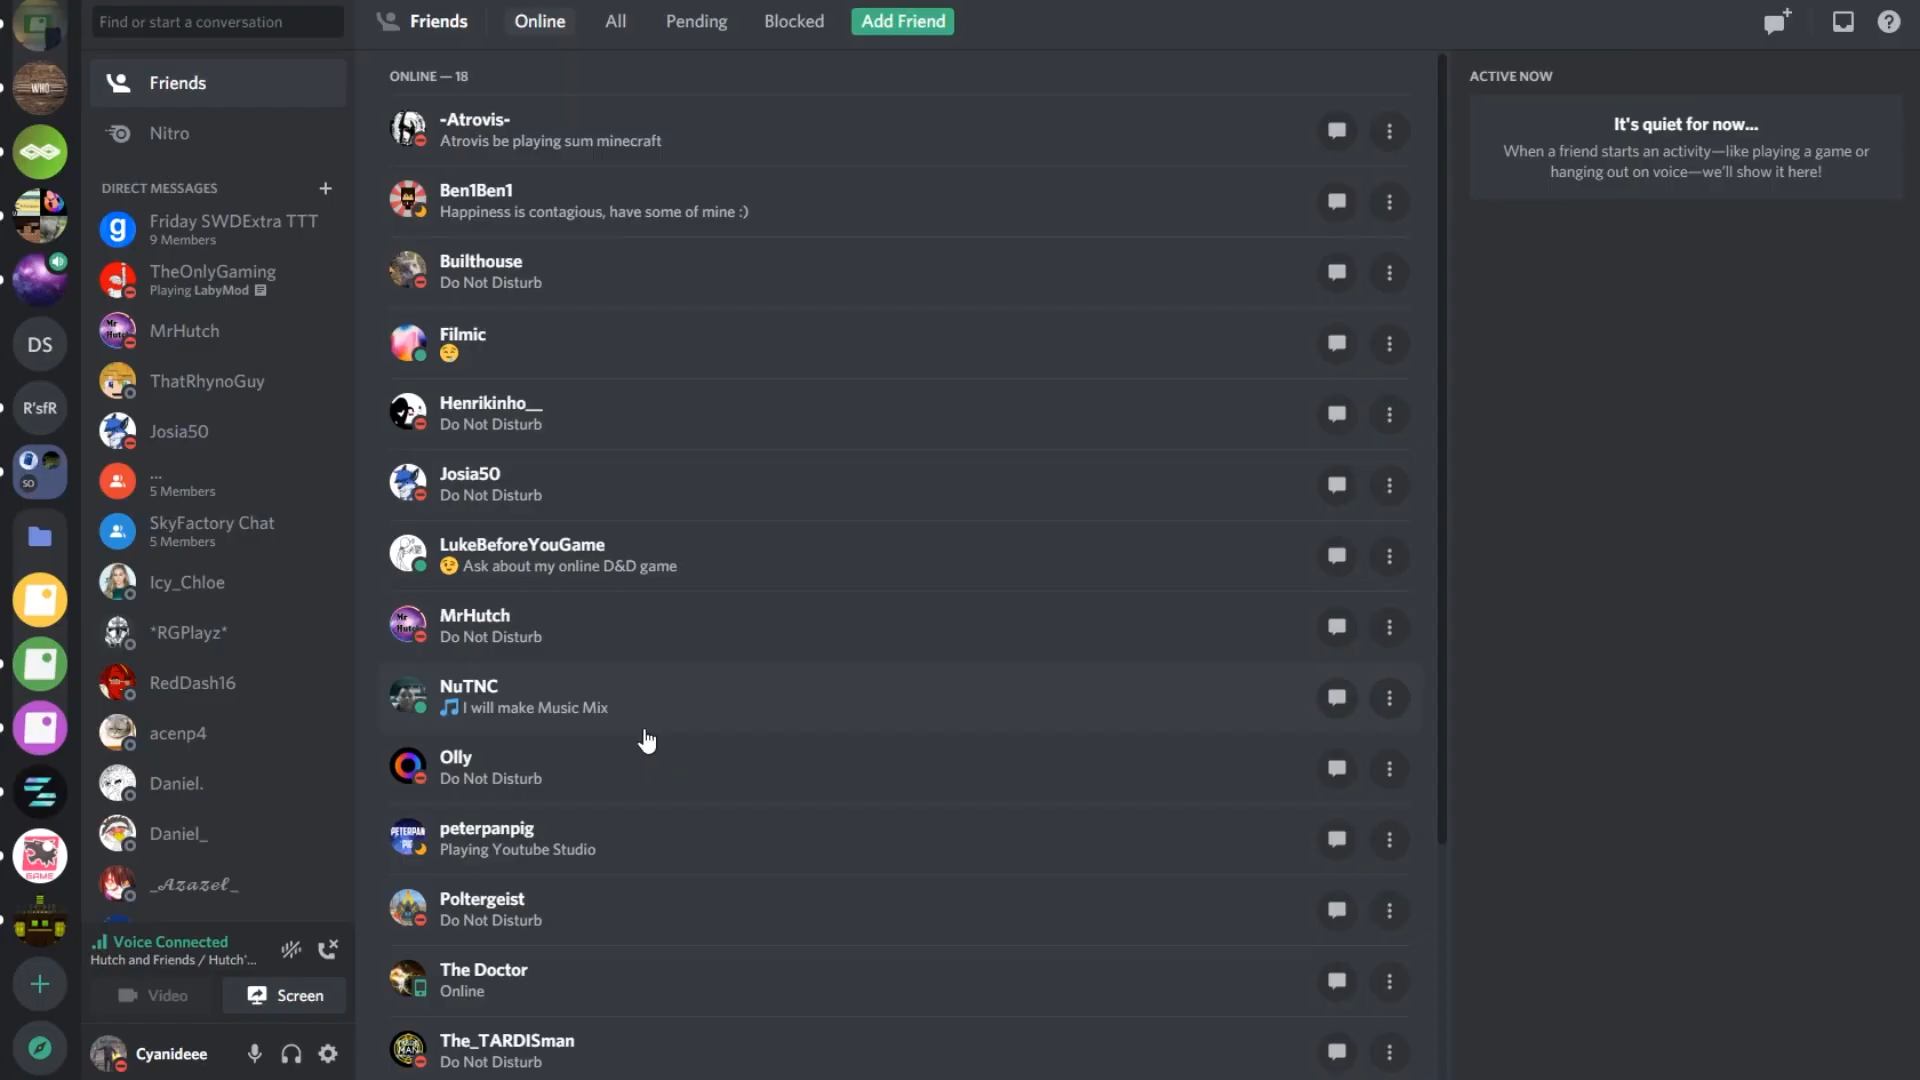 Find or start a conversation
Friends
Online
All
Pending
Blocked
Add Friend
WHO
DS
R'sfR
SO
GAME
Friends
Nitro
DIRECT MESSAGES
Friday SWDExtra TTT
9 Members
TheOnlyGaming
Playing LabyMod
MrHutch
ThatRhynoGuy
Josia50
...
5 Members
SkyFactory Chat
5 Members
Icy_Chloe
*RGPlayz*
RedDash16
acenp4
Daniel.
Daniel_
_𝓐𝔃𝓪𝔃𝓮𝓵_
Voice Connected
Hutch and Friends / Hutch'...
Video
Screen
Cyanideee
ONLINE — 18
-Atrovis-
Atrovis be playing sum minecraft
Ben1Ben1
Happiness is contagious, have some of mine :)
Builthouse
Do Not Disturb
Filmic
☺️
Henrikinho__
Do Not Disturb
Josia50
Do Not Disturb
LukeBeforeYouGame
😉 Ask about my online D&D game
MrHutch
Do Not Disturb
NuTNC
🎵 I will make Music Mix
Olly
Do Not Disturb
PETERPAN
PIG
peterpanpig
Playing Youtube Studio
Poltergeist
Do Not Disturb
The Doctor
Online
The_TARDISman
Do Not Disturb
ACTIVE NOW
It's quiet for now...
When a friend starts an activity—like playing a game or
hanging out on voice—we'll show it here!